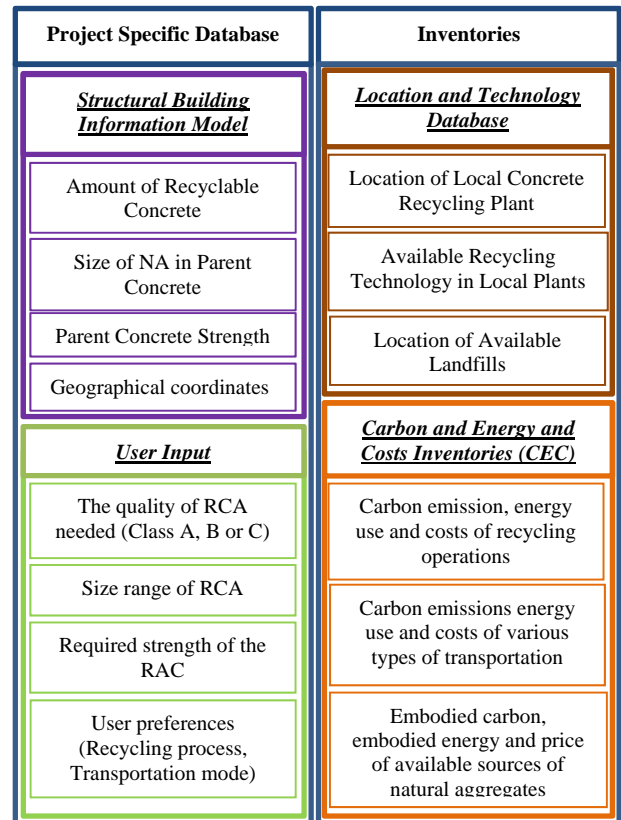 Project Specific Database
Structural Building
Information Model
Amount of Recyclable
Concrete
Size of NA in Parent
Concrete
Parent Concrete Strength
Geographical coordinates
User Input
The quality of RCA
needed (Class A, B or C)
Size range of RCA
Required strength of the
RAC
User preferences
(Recycling process,
Transportation mode)
Inventories
Location and Technology
Database
Location of Local Concrete
Recycling Plant
Available Recycling
Technology in Local Plants
Location of Available
Landfills
Carbon and Energy and
Costs Inventories (CEC)
Carbon emission, energy
use and costs of recycling
operations
Carbon emissions energy
use and costs of various
types of transportation
Embodied carbon,
embodied energy and price
of available sources of
natural aggregates